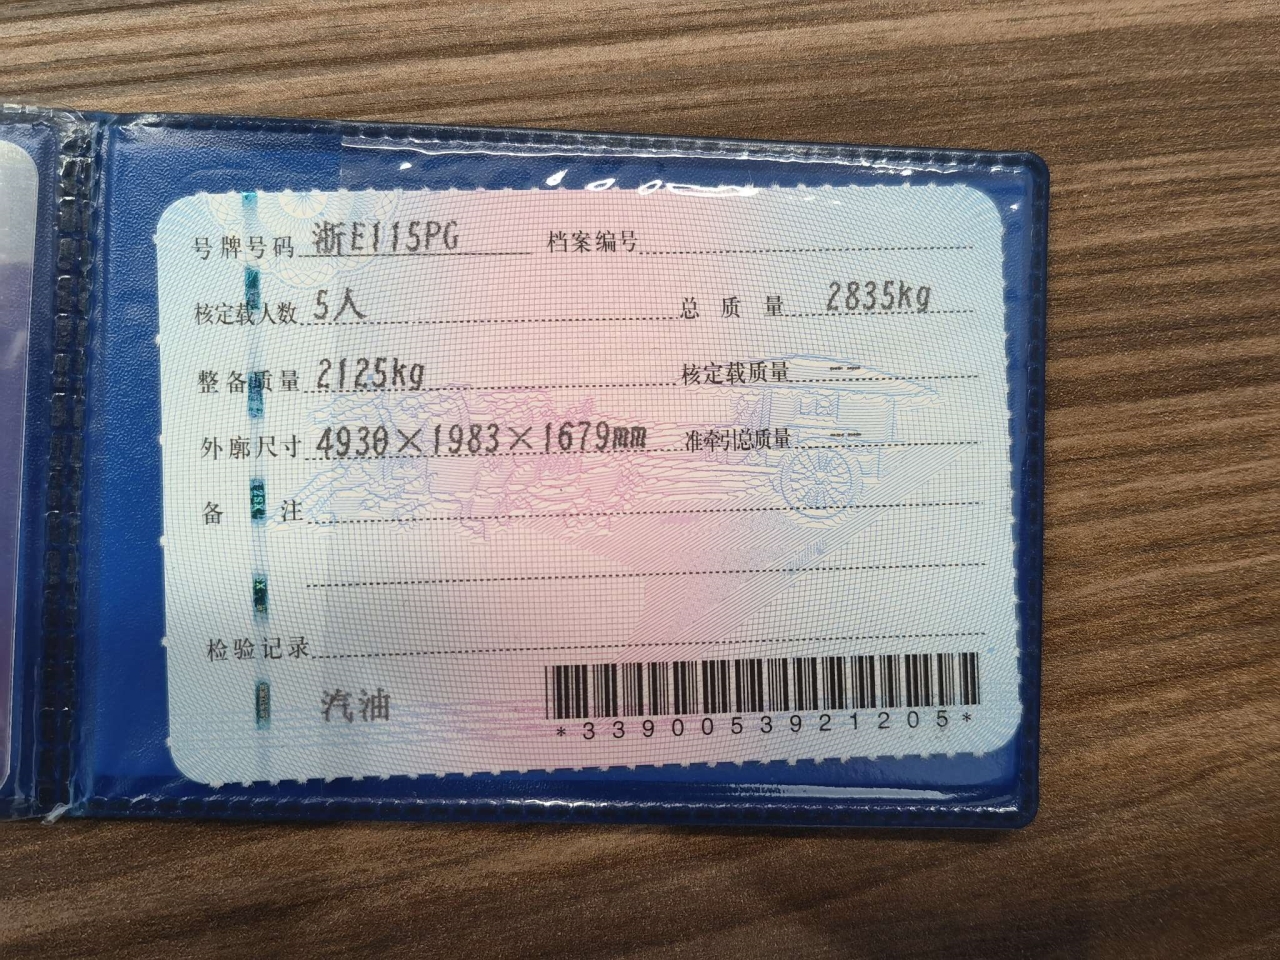 号牌号码 浙E115PG 档案编号
核定载人数 5人 总质量 2835kg
整备质量 2125kg 核定载质量 --
外廓尺寸 4930×1983×1679mm 准牵引总质量 --
备注
检验记录
汽油
*3390053921205*